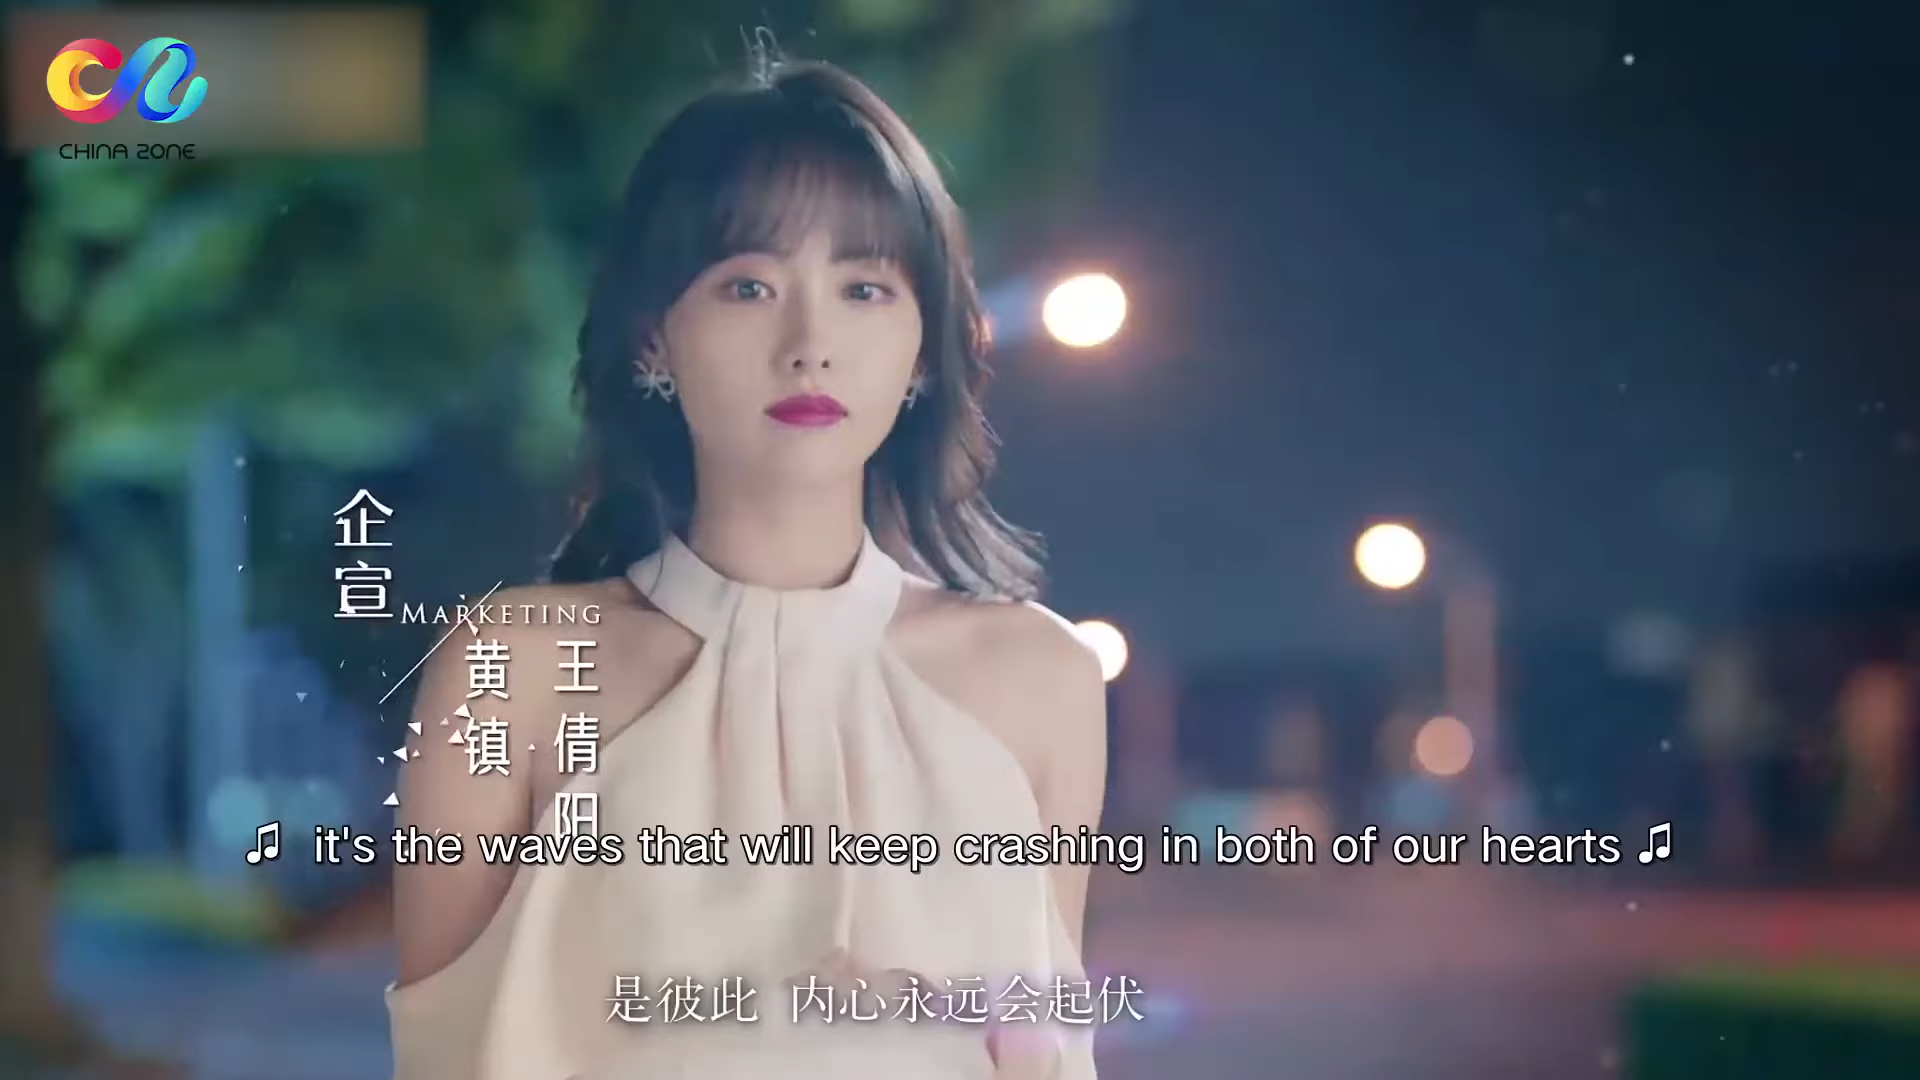 CHINA ZONE
企宣
MARKETING
黄镇
王倩阳
♫ it's the waves that will keep crashing in both of our hearts ♫
是彼此 内心永远会起伏